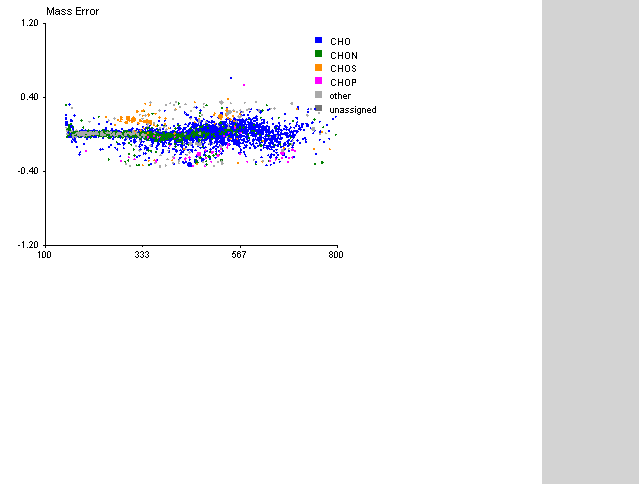 Mass Error
1.20
0.40
-0.40
-1.20
100 333 567 800
CHO
CHON
CHOS
CHOP
other
unassigned